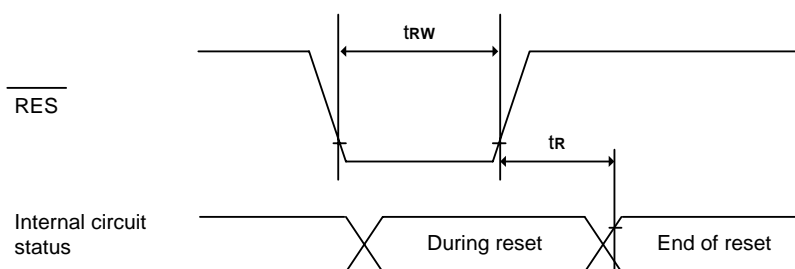 tRW
RES
tR
Internal circuit
status
During reset
End of reset